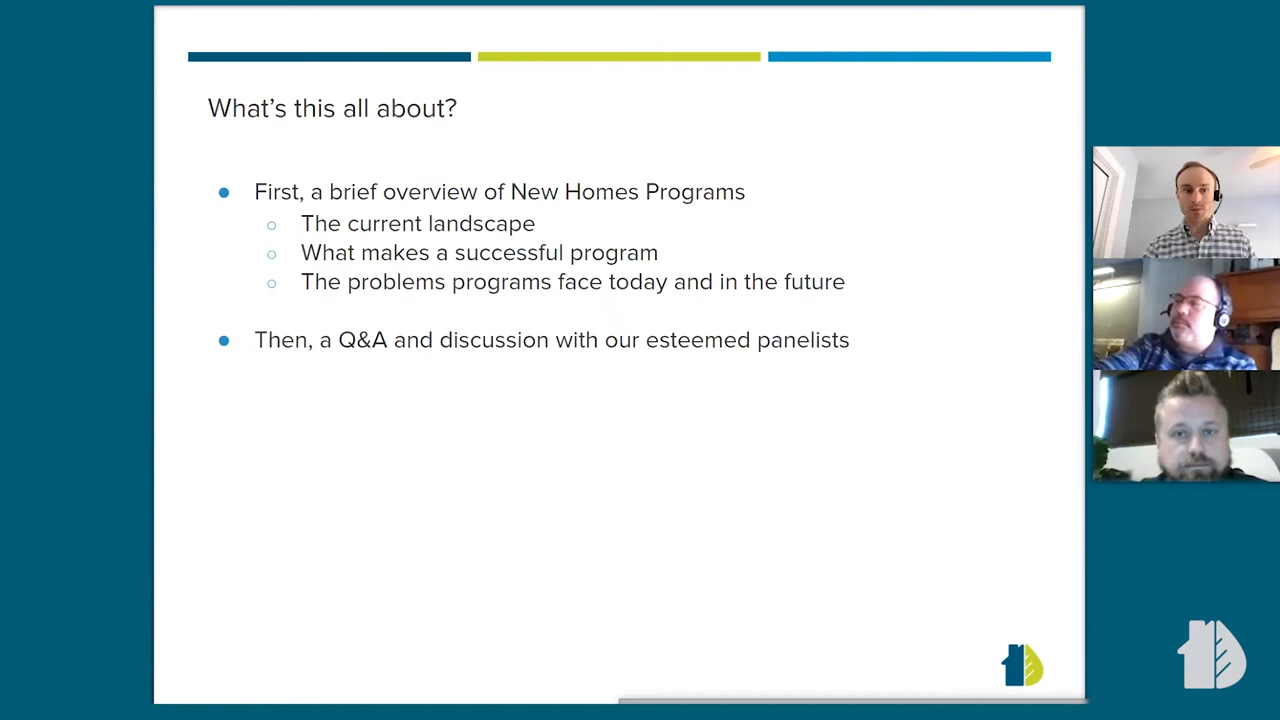 What's this all about?
First, a brief overview of New Homes Programs
The current landscape
What makes a successful program
The problems programs face today and in the future
Then, a Q&A and discussion with our esteemed panelists